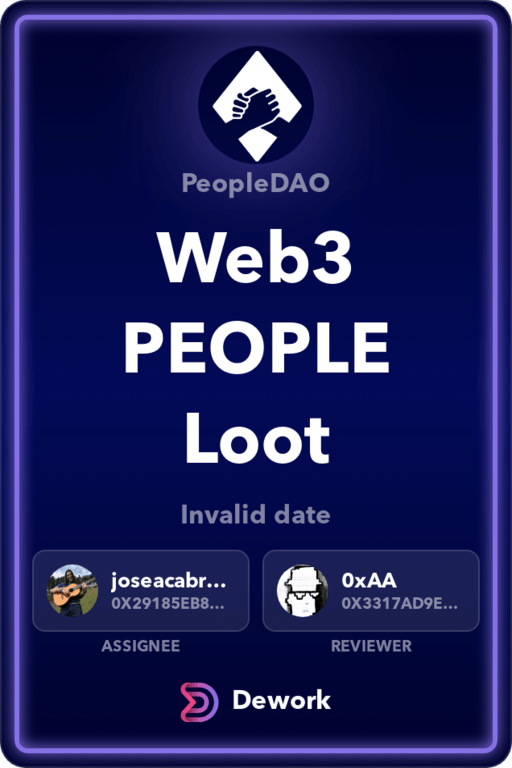 PeopleDAO
Web3
PEOPLE
Loot
Invalid date
joseacabr...
0X29185EB8...
ASSIGNEE
0xAA
0X3317AD9E...
REVIEWER
Dework